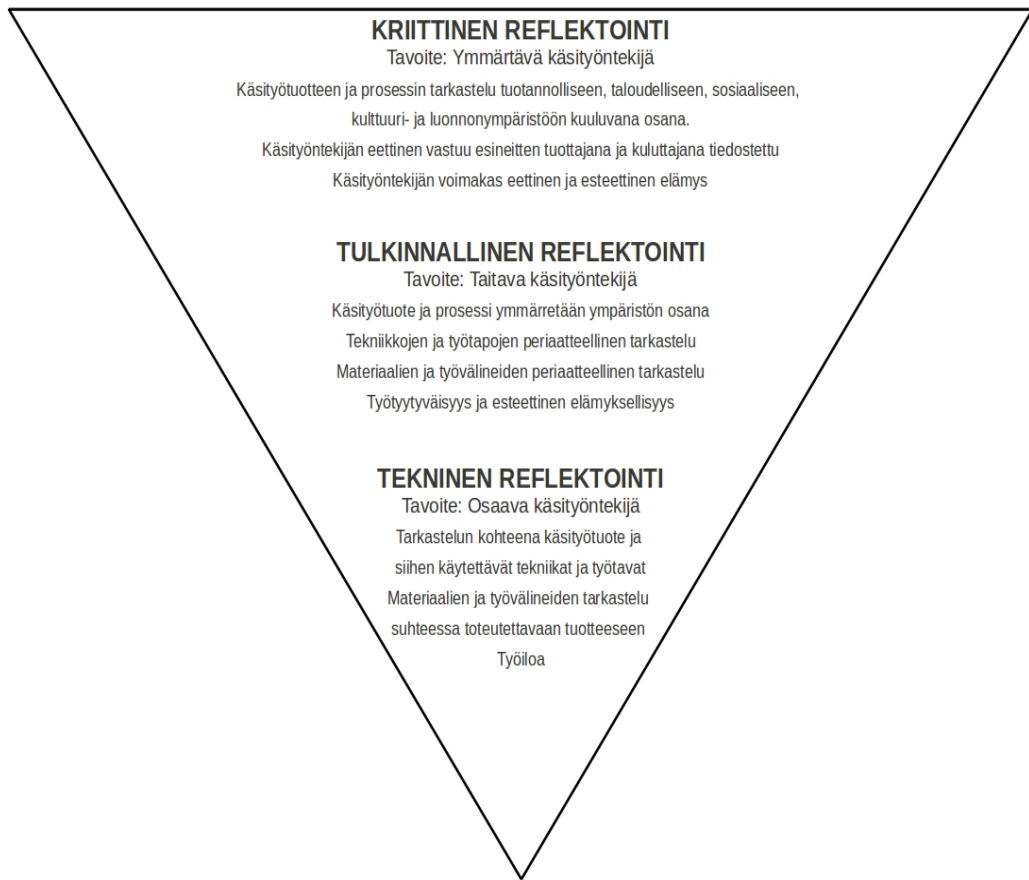 KRIITTINEN REFLEKTOINTI
Tavoite: Ymmärtävä käsityöntekijä
Käsityötuotteen ja prosessin tarkastelu tuotannolliseen, taloudelliseen, sosiaaliseen,
kulttuuri- ja luonnonympäristöön kuuluvana osana.
Käsityöntekijän eettinen vastuu esineitten tuottajana ja kuluttajana tiedostettu
Käsityöntekijän voimakas eettinen ja esteettinen elämys
TULKINNALLINEN REFLEKTOINTI
Tavoite: Taitava käsityöntekijä
Käsityötuote ja prosessi ymmärretään ympäristön osana
Tekniikkojen ja työtapojen periaatteellinen tarkastelu
Materiaalien ja työvälineiden periaatteellinen tarkastelu
Työtyytyväisyys ja esteettinen elämyksellisyys
TEKNINEN REFLEKTOINTI
Tavoite: Osaava käsityöntekijä
Tarkastelun kohteena käsityötuote ja
siihen käytettävät tekniikat ja työtavat
Materiaalien ja työvälineiden tarkastelu
suhteessa toteutettavaan tuotteeseen
Työiloa